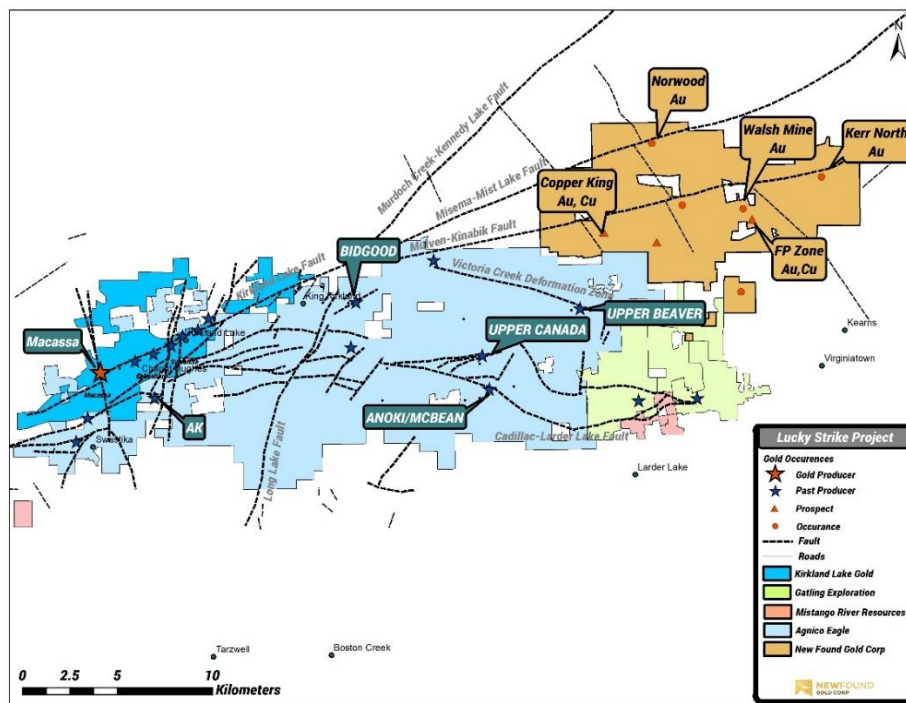 N
Norwood
Au
Walsh Mine
Au
Kerr North
Au
Copper King
Au, Cu
FP Zone
Au,Cu
Murdoch Creek-Kennedy Lake Fault
Misema-Mist Lake Fault
Mulven-Kinabik Fault
Kirkland Lake Fault
Victoria Creek Deformation Zone
BIDGOOD
King Kirkland
UPPER BEAVER
UPPER CANADA
Macassa
Macassa
AK
ANOKI/MCBEAN
Swastika
Long Lake Fault
Cadillac-Larder Lake Fault
Kearns
Virginiatown
Larder Lake
Tarzwell
Boston Creek
0 2.5 5 10
Kilometers
Lucky Strike Project
Gold Occurences
Gold Producer
Past Producer
Prospect
Occurance
Fault
Roads
Kirkland Lake Gold
Gatling Exploration
Mistango River Resources
Agnico Eagle
New Found Gold Corp
NEWFOUND
GOLD CORP